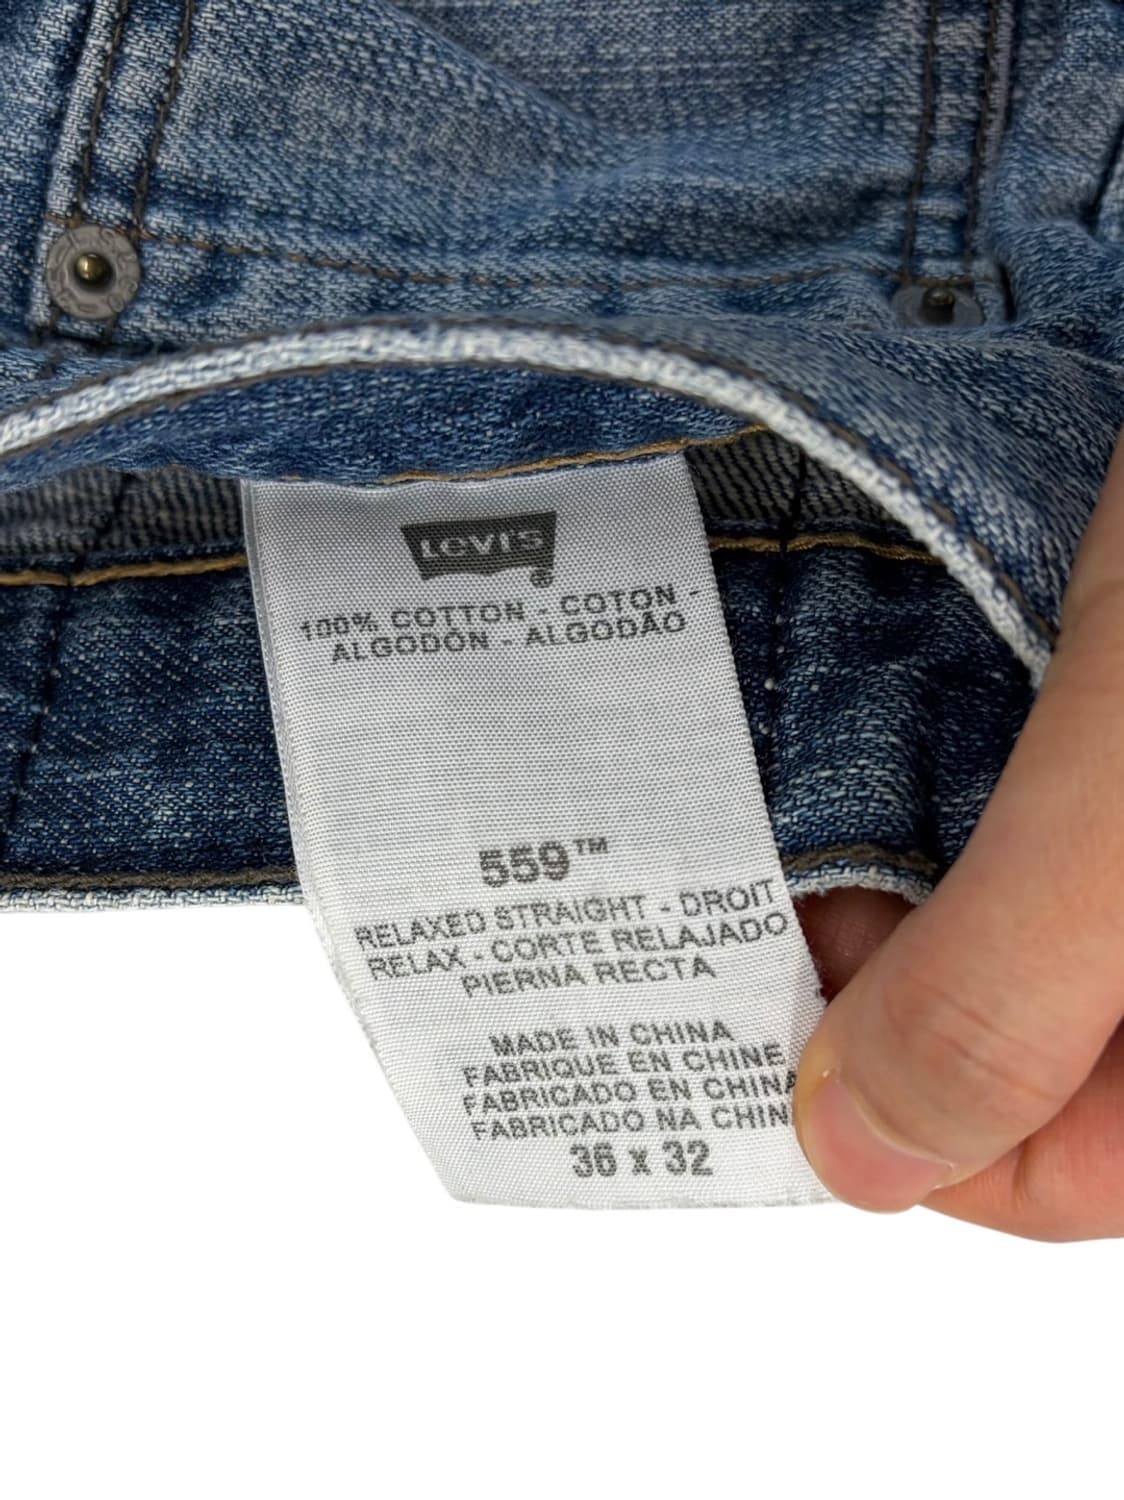 LEVI'S
®
100% COTTON - COTON -
ALGODÓN - ALGODÃO
559™
RELAXED STRAIGHT - DROIT
RELAX - CORTE RELAJADO
PIERNA RECTA
MADE IN CHINA
FABRIQUE EN CHINE
FABRICADO EN CHINA
FABRICADO NA CHIN
36 x 32